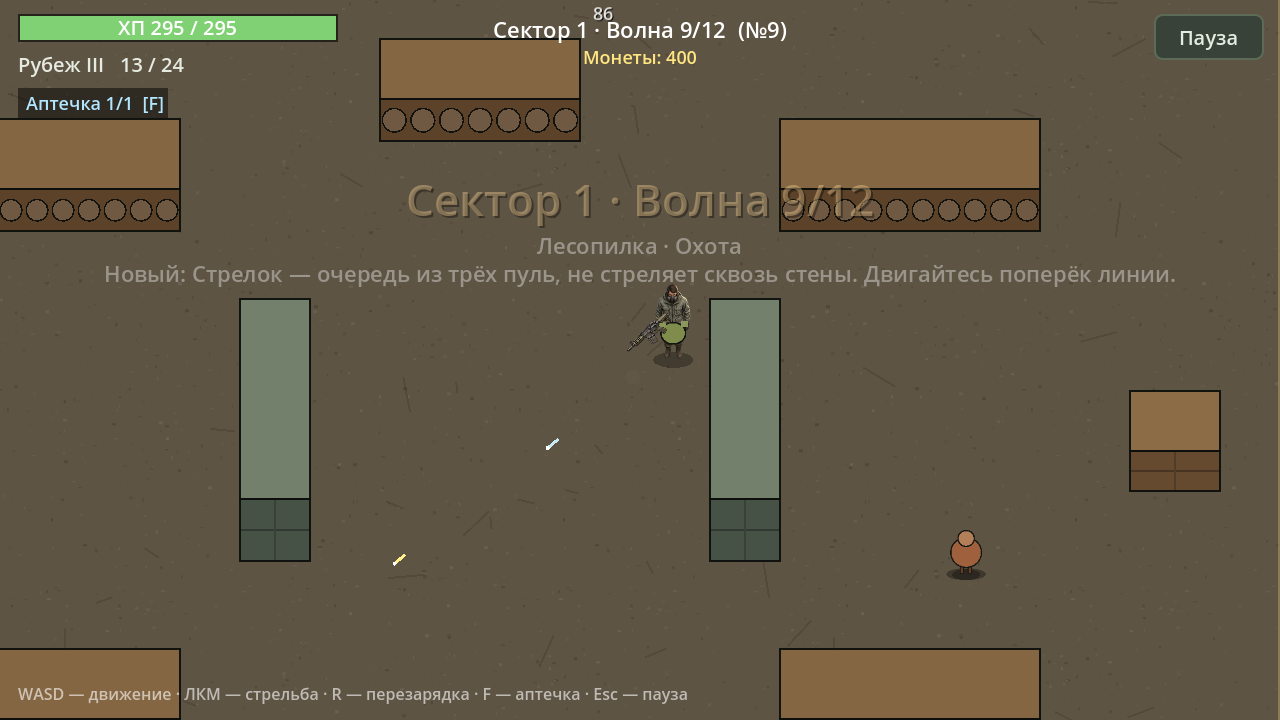 ХП 295 / 295
86
Сектор 1 · Волна 9/12 (№9)
Монеты: 400
Пауза
Рубеж III 13 / 24
Аптечка 1/1 [F]
Сектор 1 · Волна 9/12
Лесопилка · Охота
Новый: Стрелок — очередь из трёх пуль, не стреляет сквозь стены. Двигайтесь поперёк линии.
WASD — движение · ЛКМ — стрельба · R — перезарядка · F — аптечка · Esc — пауза